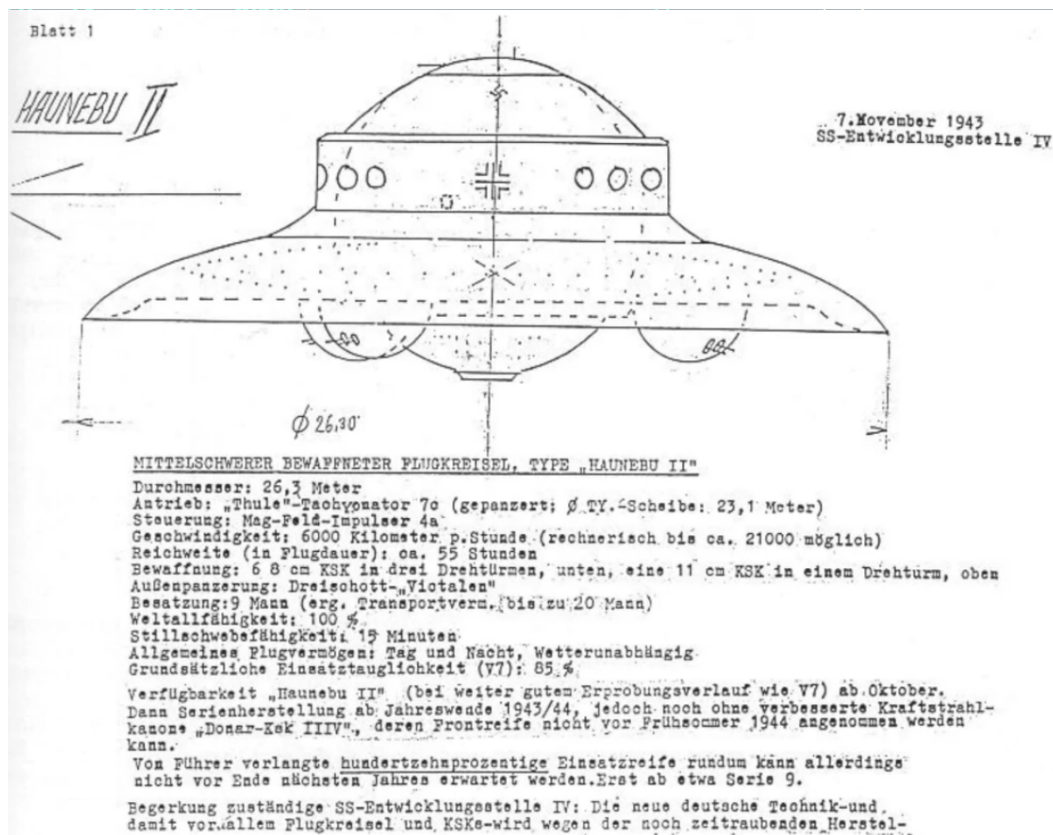 Blatt 1
HAUNEBU II
7.November 1943
SS-Entwicklungsstelle IV
Ø 26,30
MITTELSCHWERER BEWAFFNETER FLUGKREISEL, TYPE „HAUNEBU II"
Durchmesser: 26,3 Meter
Antrieb: „Thule"-Tachyonator 7c (gepanzert; Ø TY.-Scheibe: 23,1 Meter)
Steuerung: Mag-Feld-Impulser 4a
Geschwindigkeit: 6000 Kilometer p.Stunde (rechnerisch bis ca. 21000 möglich)
Reichweite (in Flugdauer): ca. 55 Stunden
Bewaffnung: 6 8 cm KSK in drei Drehtürmen, unten, eine 11 cm KSK in einem Drehturm, oben
Außenpanzerung: Dreischott-„Viotalen"
Besatzung:9 Mann (erg. Transportverm. bis zu 20 Mann)
Weltallfähigkeit: 100 %
Stillschwebefähigkeit: 15 Minuten
Allgemeines Flugvermögen: Tag und Nacht, Wetterunabhängig
Grundsätzliche Einsatztauglichkeit (V7): 85 %
Verfügbarkeit „Haunebu II" (bei weiter gutem Erprobungsverlauf wie V7) ab Oktober.
Dann Serienherstellung ab Jahreswende 1943/44, jedoch noch ohne verbesserte Kraftstrahl-
kanone „Donar-Ksk IIIV", deren Frontreife nicht vor Frühsommer 1944 angenommen werden
kann.
Von Führer verlangte hundertzehnprozentige Einsatzreife rundum kann allerdings
nicht vor Ende nächsten Jahres erwartet werden.Erst ab etwa Serie 9.
Begerkung zuständige SS-Entwicklungsstelle IV: Die neue deutsche Technik-und
damit vor allem Flugkreisel und KSKs-wird wegen der noch zeitraubenden Herstel-